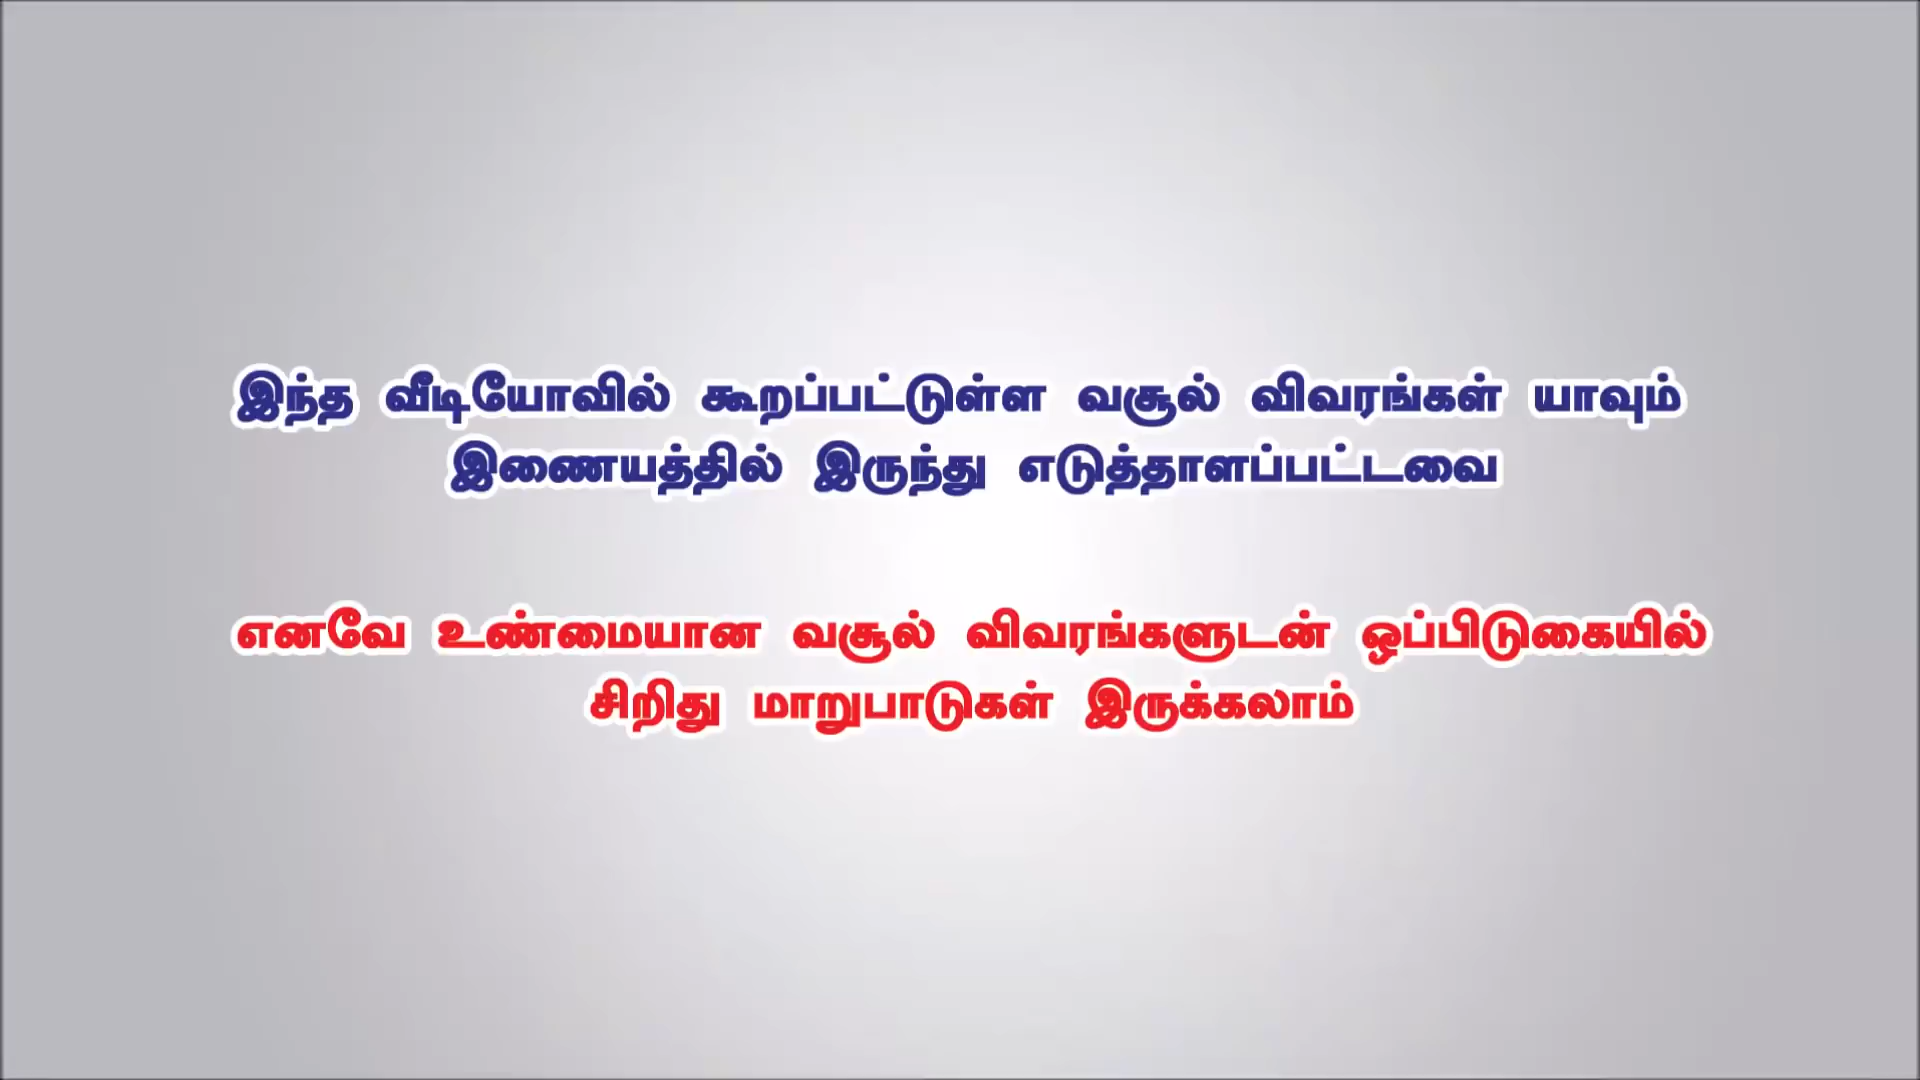 இந்த வீடியோவில் கூறப்பட்டுள்ள வசூல் விவரங்கள் யாவும்
இணையத்தில் இருந்து எடுத்தாளப்பட்டவை
எனவே உண்மையான வசூல் விவரங்களுடன் ஒப்பிடுகையில்
சிறிது மாறுபாடுகள் இருக்கலாம்